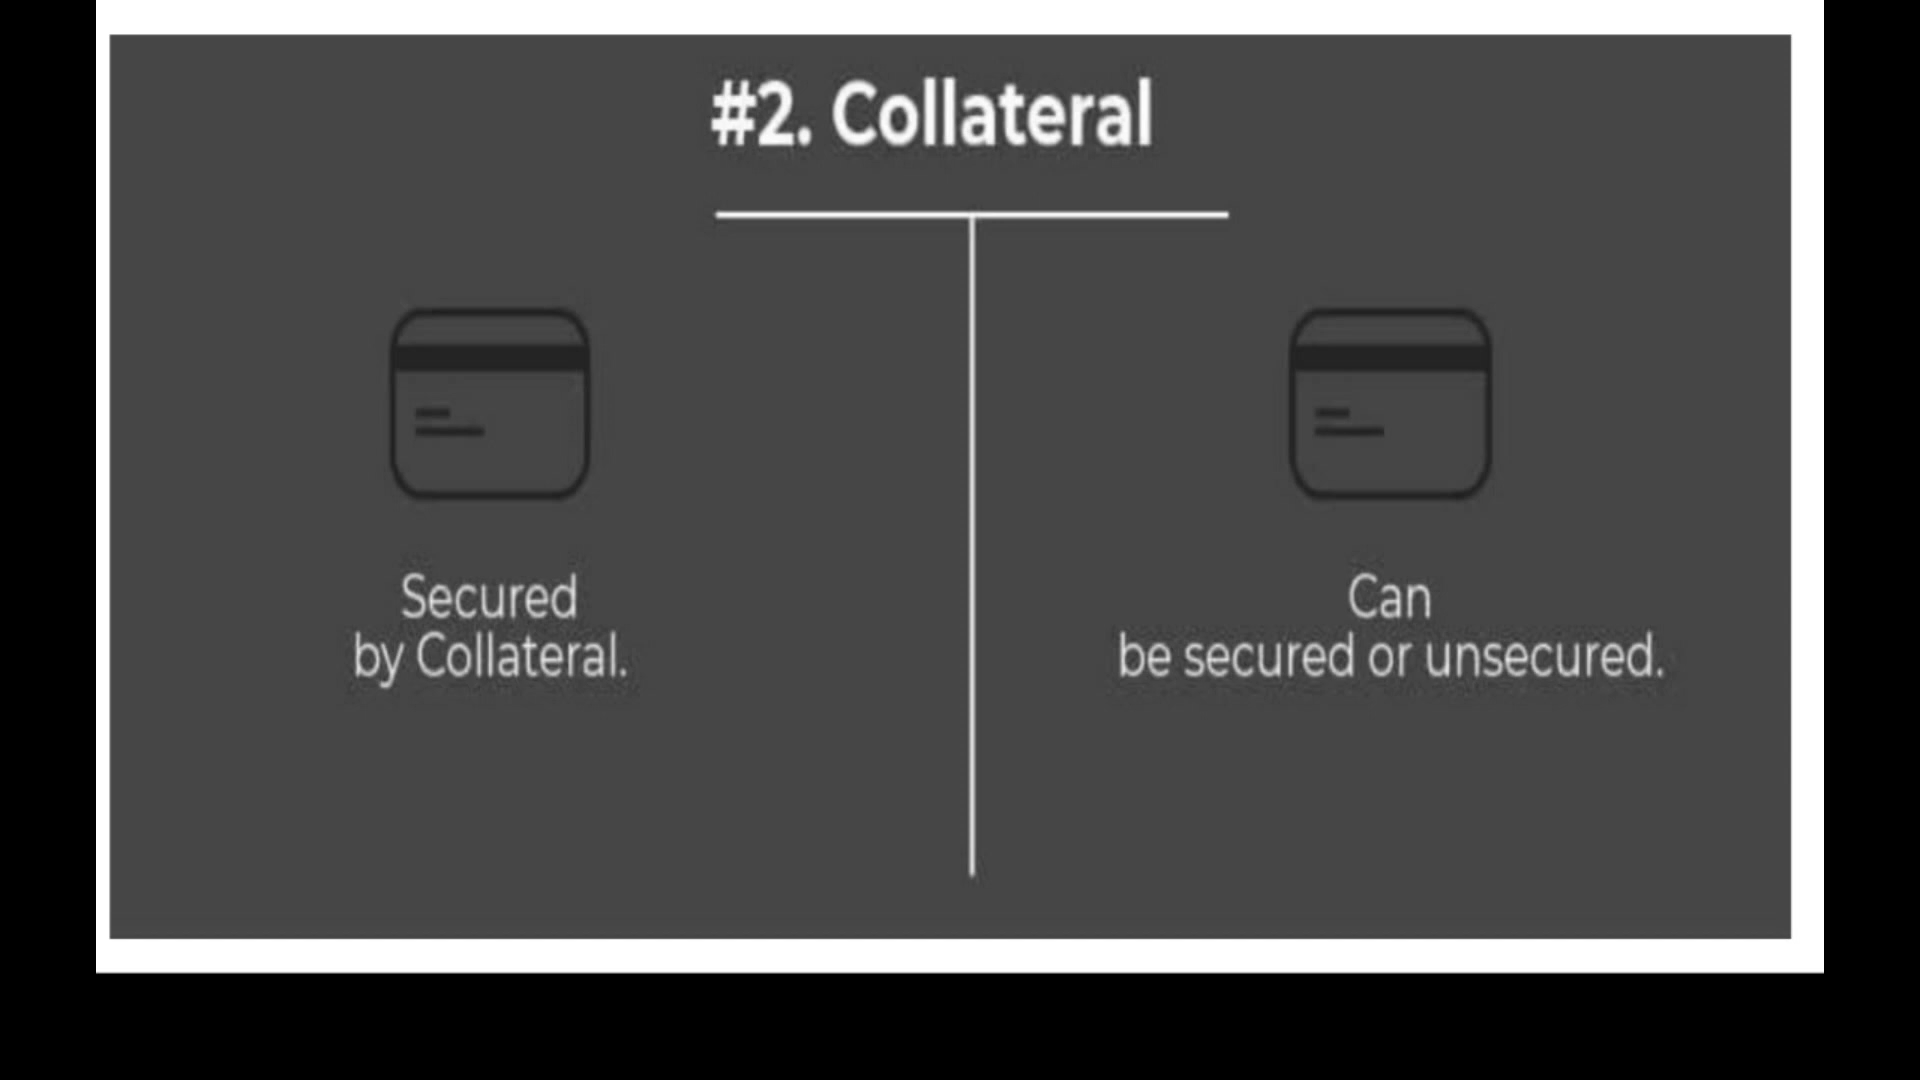 #2. Collateral
Secured
by Collateral.
Can
be secured or unsecured.